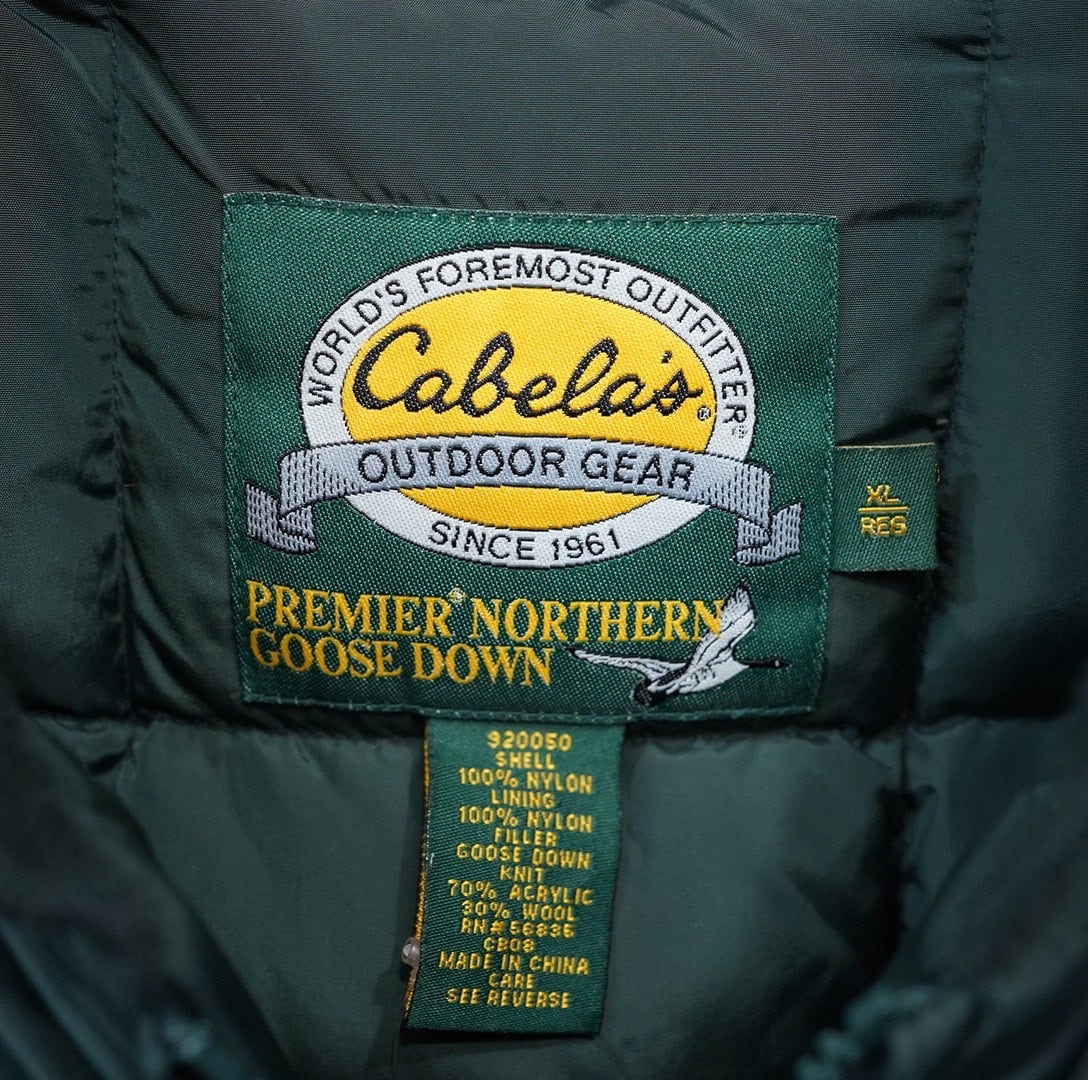 WORLD'S FOREMOST OUTFITTER®
Cabela's®
OUTDOOR GEAR
SINCE 1961
PREMIER® NORTHERN
GOOSE DOWN
XL
REG
920050
SHELL
100% NYLON
LINING
100% NYLON
FILLER
GOOSE DOWN
KNIT
70% ACRYLIC
30% WOOL
RN#56835
CB08
MADE IN CHINA
CARE
SEE REVERSE